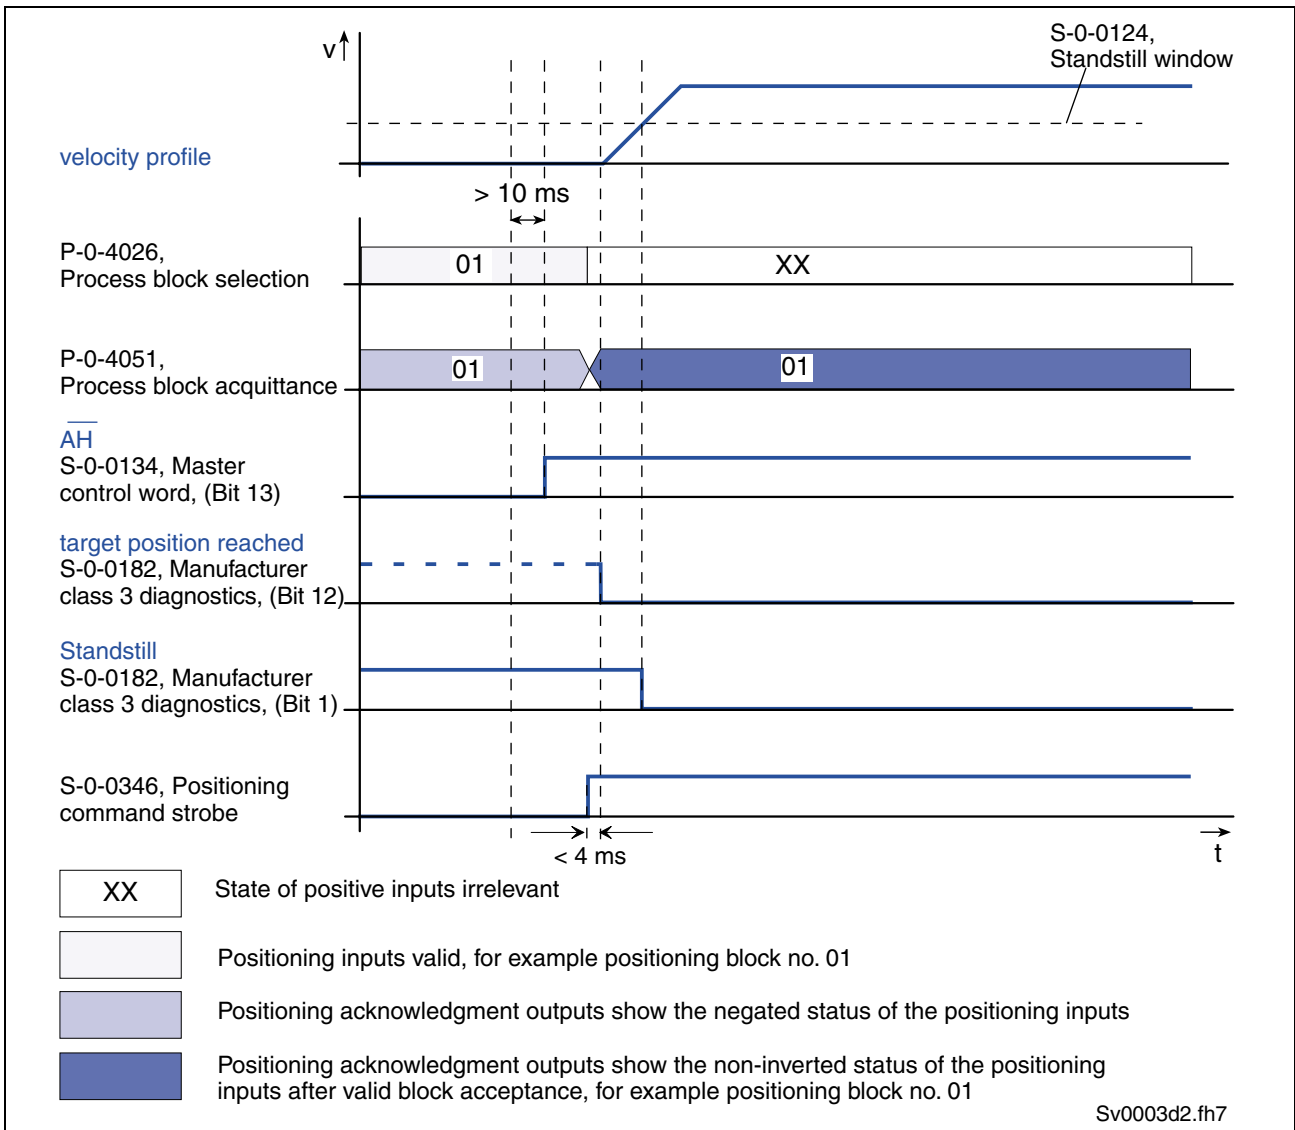 S-0-0124,
Standstill window
v
velocity profile
> 10 ms
P-0-4026,
Process block selection
01
XX
P-0-4051,
Process block acquittance
01
01
AH
S-0-0134, Master
control word, (Bit 13)
target position reached
S-0-0182, Manufacturer
class 3 diagnostics, (Bit 12)
Standstill
S-0-0182, Manufacturer
class 3 diagnostics, (Bit 1)
S-0-0346, Positioning
command strobe
< 4 ms
t
XX
State of positive inputs irrelevant
Positioning inputs valid, for example positioning block no. 01
Positioning acknowledgment outputs show the negated status of the positioning inputs
Positioning acknowledgment outputs show the non-inverted status of the positioning
inputs after valid block acceptance, for example positioning block no. 01
Sv0003d2.fh7